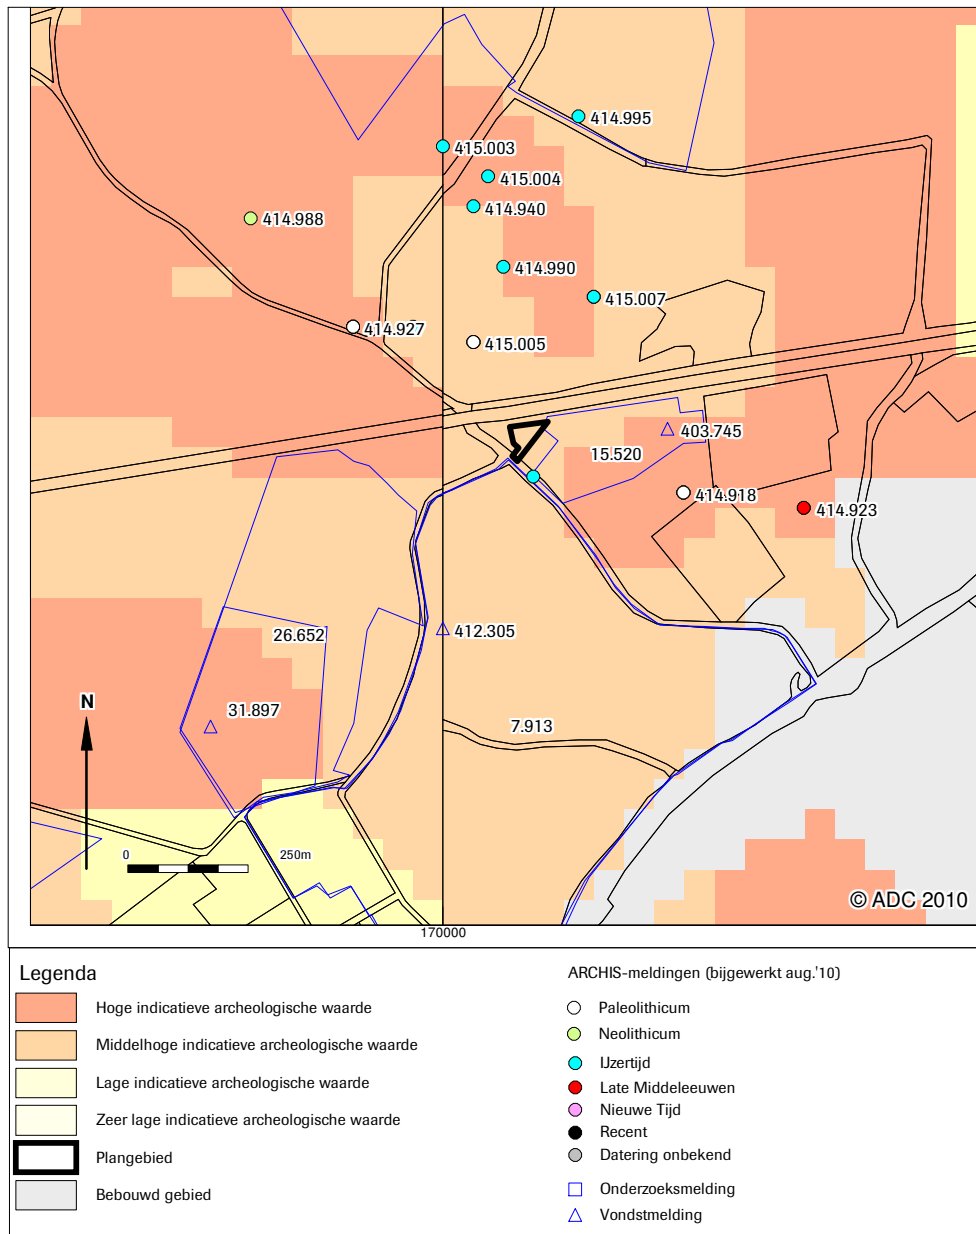 414.995
415.003
415.004
414.940
414.988
414.990
415.007
414.927
415.005
403.745
15.520
414.918
414.923
26.652
412.305
31.897
7.913
N
0
250m
© ADC 2010
170000
Legenda
Hoge indicatieve archeologische waarde
Middelhoge indicatieve archeologische waarde
Lage indicatieve archeologische waarde
Zeer lage indicatieve archeologische waarde
Plangebied
Bebouwd gebied
ARCHIS-meldingen (bijgewerkt aug.'10)
Paleolithicum
Neolithicum
IJzertijd
Late Middeleeuwen
Nieuwe Tijd
Recent
Datering onbekend
Onderzoeksmelding
Vondstmelding